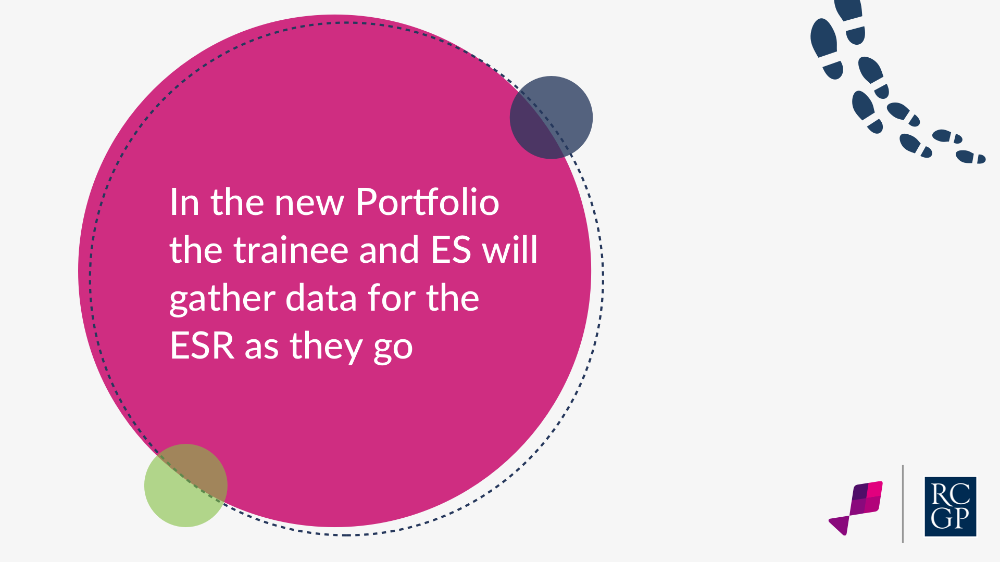 In the new Portfolio
the trainee and ES will
gather data for the
ESR as they go
RC
GP